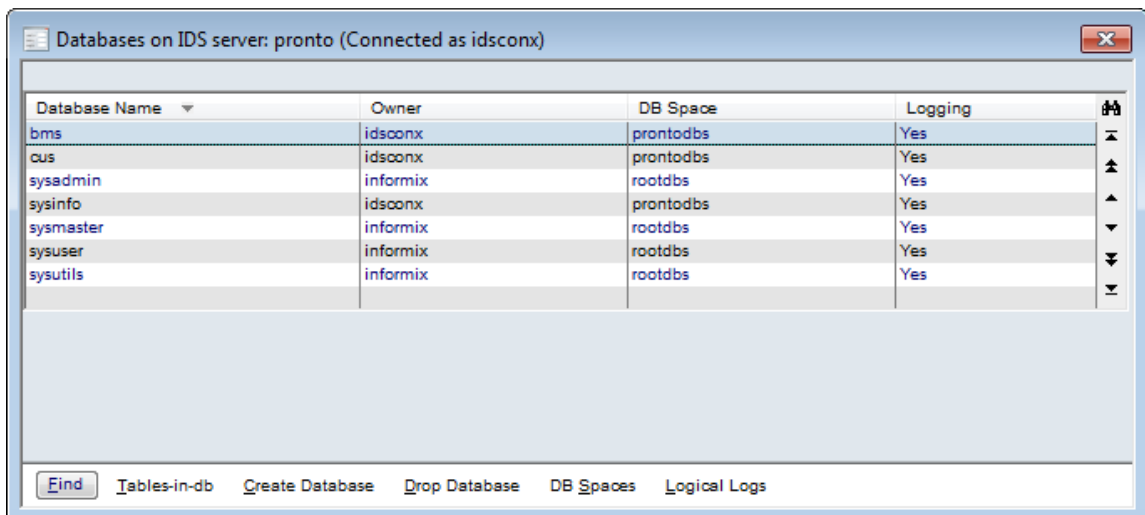 Databases on IDS server: pronto (Connected as idsconx)
Database Name Owner DB Space Logging
bms idsconx prontodbs Yes
cus idsconx prontodbs Yes
sysadmin informix rootdbs Yes
sysinfo idsconx prontodbs Yes
sysmaster informix rootdbs Yes
sysuser informix rootdbs Yes
sysutils informix rootdbs Yes
Find Tables-in-db Create Database Drop Database DB Spaces Logical Logs